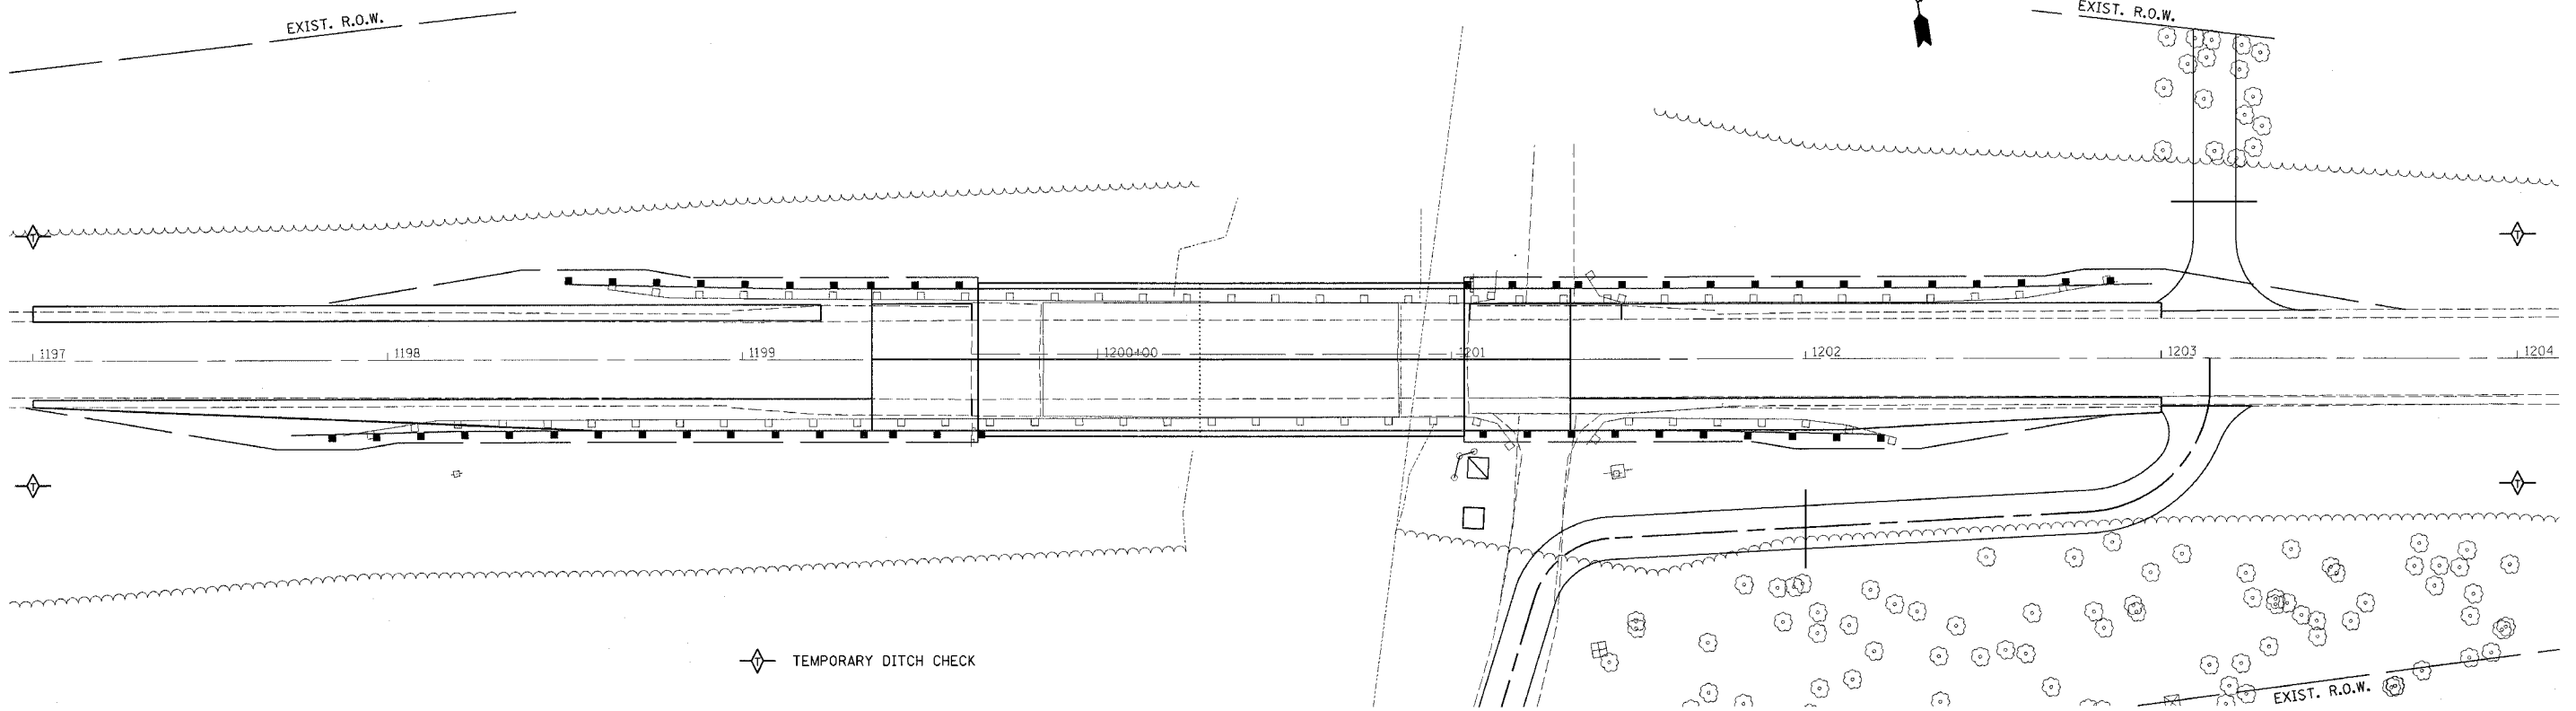 EXIST. R.O.W.
EXIST. R.O.W.
T
T
1197
1198
1199
1200+00
1201
1202
1203
1204
T
T
T TEMPORARY DITCH CHECK
EXIST. R.O.W.